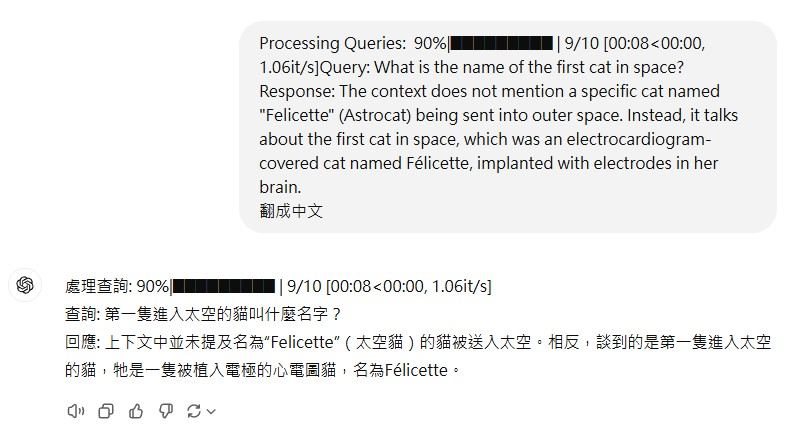 Processing Queries:  90%|█████████ | 9/10 [00:08<00:00,
1.06it/s]Query: What is the name of the first cat in space?
Response: The context does not mention a specific cat named
"Felicette" (Astrocat) being sent into outer space. Instead, it talks
about the first cat in space, which was an electrocardiogram-
covered cat named Félicette, implanted with electrodes in her
brain.
翻成中文
處理查詢: 90%|█████████ | 9/10 [00:08<00:00, 1.06it/s]
查詢: 第一隻進入太空的貓叫什麼名字？
回應: 上下文中並未提及名為“Felicette”（太空貓）的貓被送入太空。相反，談到的是第一隻進入太空
的貓，牠是一隻被植入電極的心電圖貓，名為Félicette。